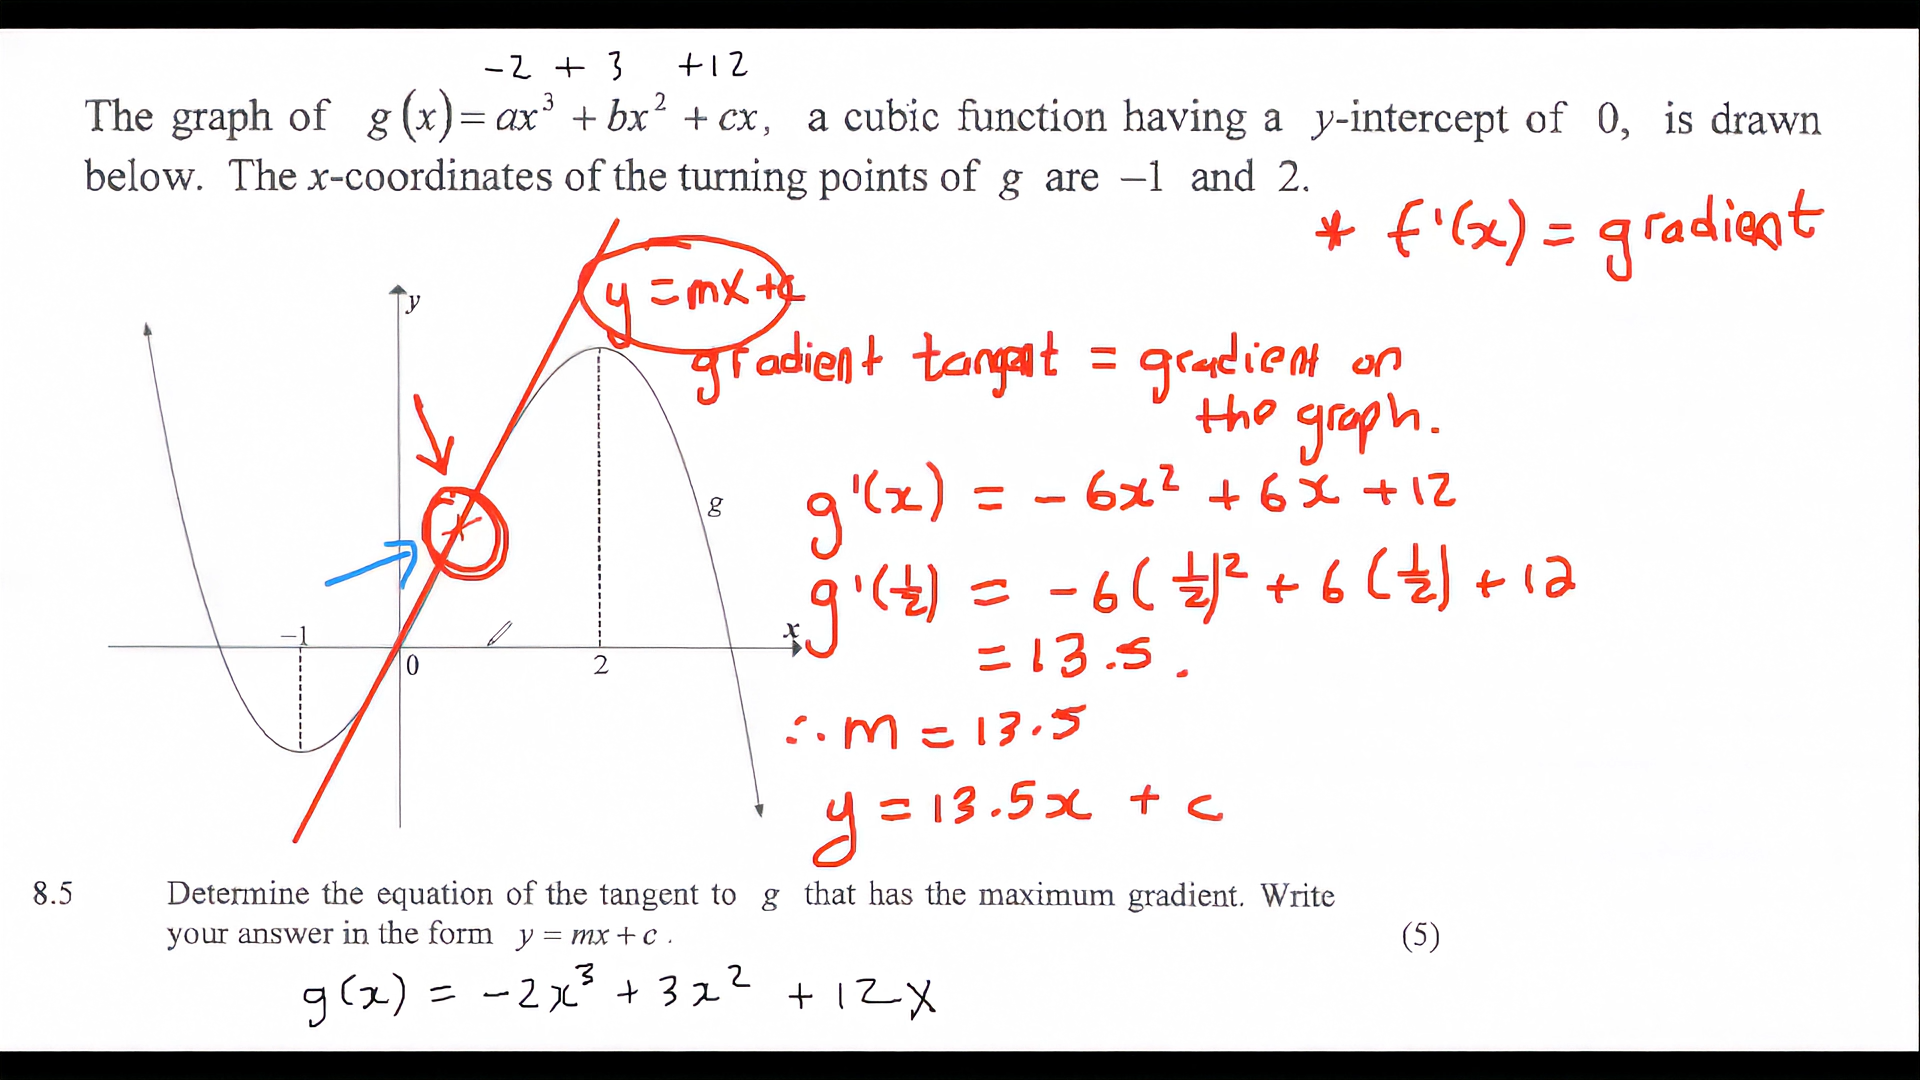 -2 + 3 +12
The graph of g(x) = ax³ + bx² + cx, a cubic function having a y-intercept of 0, is drawn
below. The x-coordinates of the turning points of g are –1 and 2.
* f'(x) = gradient
y = mx + c
y
gradient tangent = gradient on
the graph.
g
g'(x) = -6x² + 6x + 12
g'(½) = -6(½)² + 6(½) + 12
= 13.5.
–1
0
2
x
∴ m = 13.5
y = 13.5x + c
8.5 Determine the equation of the tangent to g that has the maximum gradient. Write
your answer in the form y = mx + c . (5)
g(x) = -2x³ + 3x² + 12x